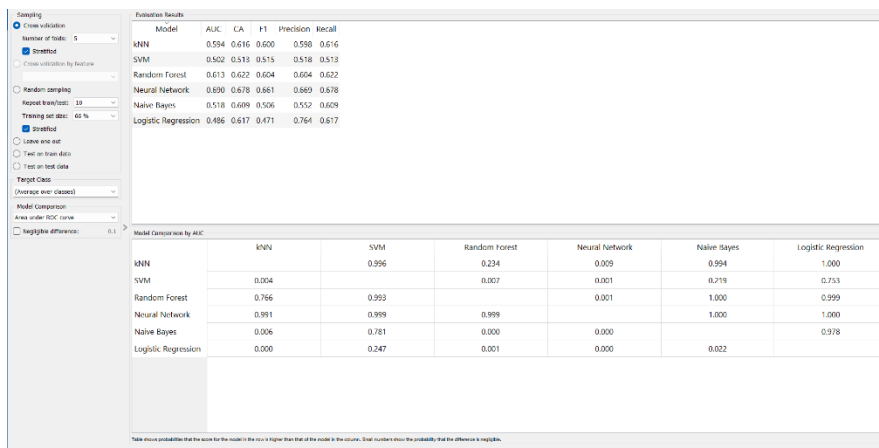 Sampling
Cross validation
Number of folds: 5
Stratified
Cross validation by feature
Random sampling
Repeat train/test: 10
Training set size: 66 %
Stratified
Leave one out
Test on train data
Test on test data
Target Class
(Average over classes)
Model Comparison
Area under ROC curve
Negligible difference: 0.1
Evaluation Results
Model AUC CA F1 Precision Recall
kNN 0.594 0.616 0.600 0.598 0.616
SVM 0.502 0.513 0.515 0.518 0.513
Random Forest 0.613 0.622 0.604 0.604 0.622
Neural Network 0.690 0.678 0.661 0.669 0.678
Naive Bayes 0.518 0.609 0.506 0.552 0.609
Logistic Regression 0.486 0.617 0.471 0.764 0.617
Model Comparison by AUC
kNN SVM Random Forest Neural Network Naive Bayes Logistic Regression
kNN 0.996 0.234 0.009 0.994 1.000
SVM 0.004 0.007 0.001 0.219 0.753
Random Forest 0.766 0.993 0.001 1.000 0.999
Neural Network 0.991 0.999 0.999 1.000 1.000
Naive Bayes 0.006 0.781 0.000 0.000 0.978
Logistic Regression 0.000 0.247 0.001 0.000 0.022
Table shows probabilities that the score for the model in the row is higher than that of the model in the column. Small numbers show the probability that the difference is negligible.